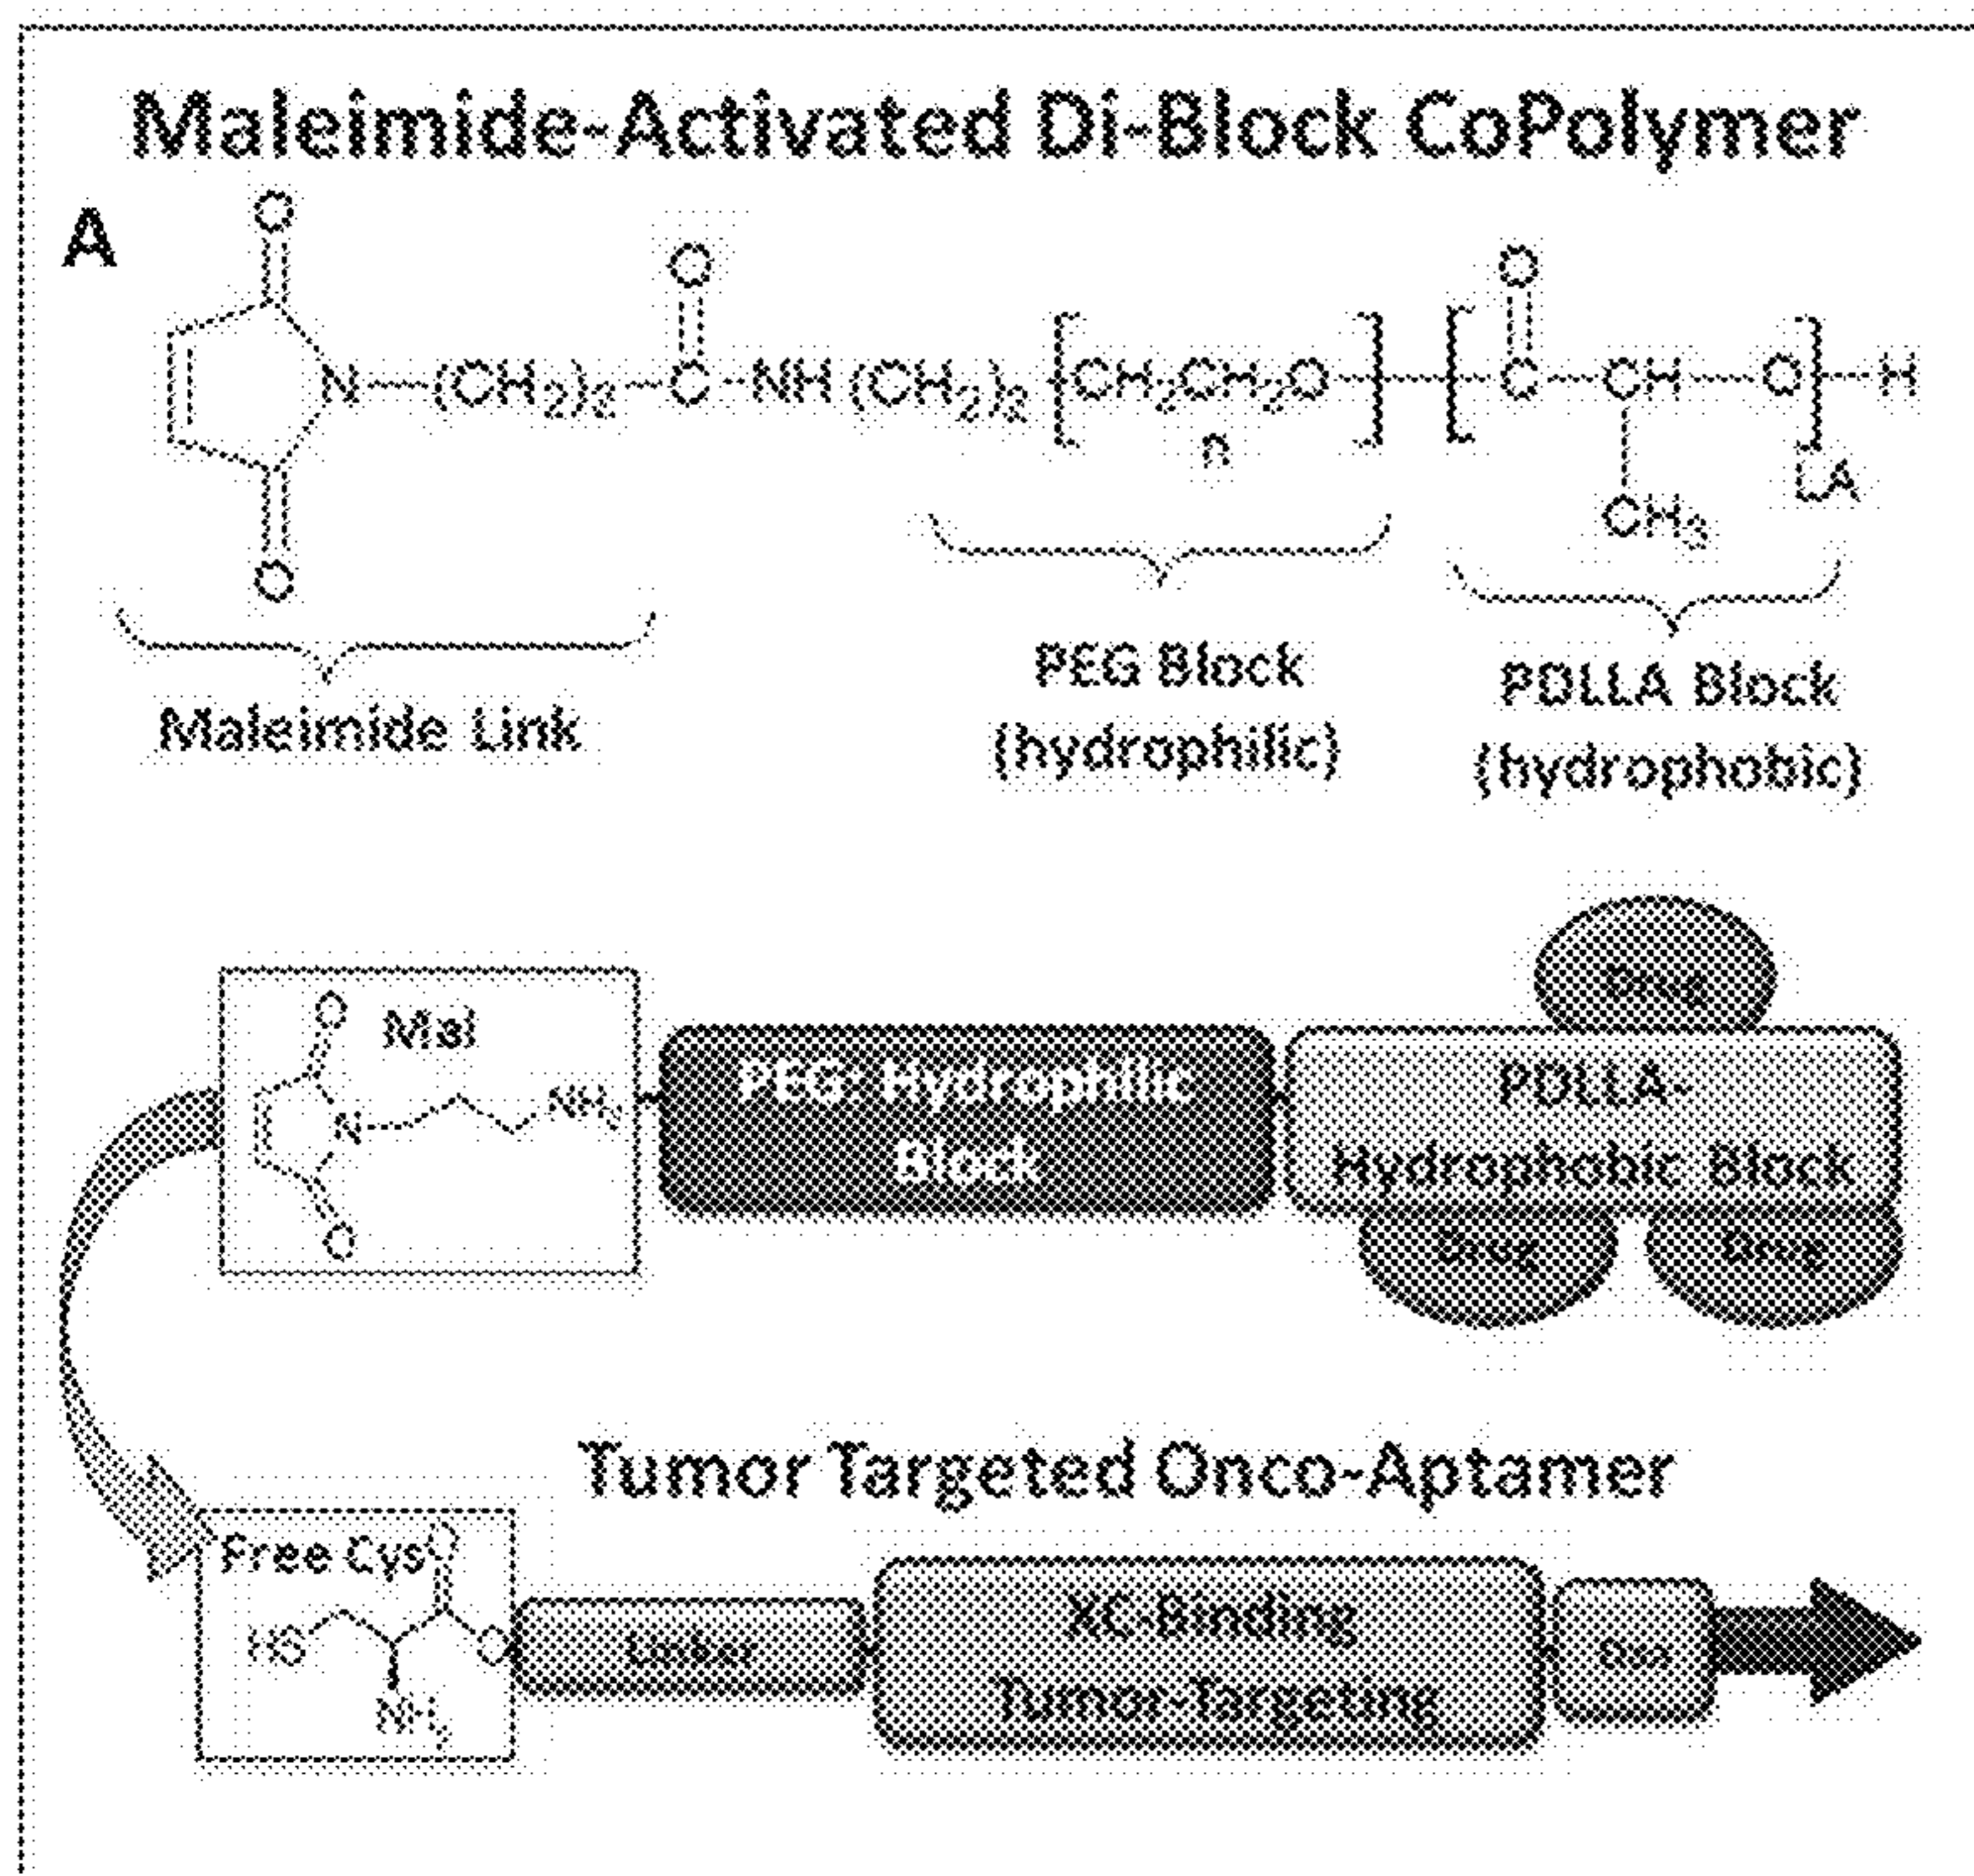 Maleimide-Activated Di-Block CoPolymer
A
O
O
O
N (CH2)2 C NH (CH2)2 [CH2CH2O] [C CH O] H
n
LA
CH3
O
Maleimide Link
PEG Block
(hydrophilic)
PDLLA Block
(hydrophobic)
Drug
O
Mal
N
NH2
O
PEG- Hydrophilic
Block
PDLLA-
Hydrophobic Block
Drug
Drug
Tumor Targeted Onco-Aptamer
Free Cys
O
HS
O
NH2
Linker
XC-Binding
Tumor-Targeting